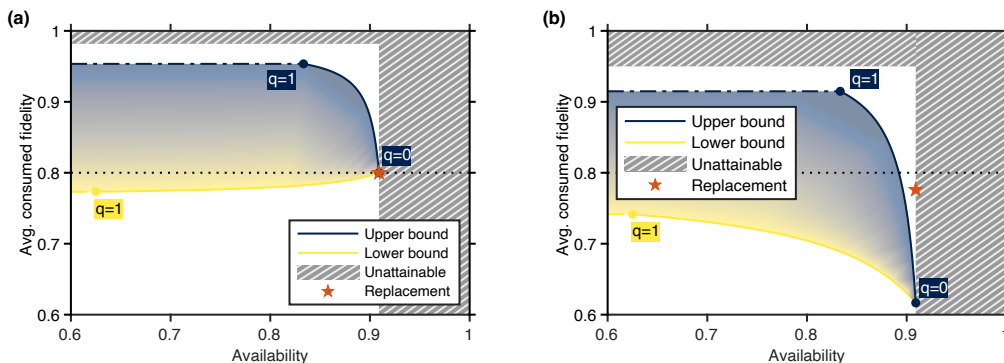 (a)
1
0.9
0.8
0.7
0.6
Avg. consumed fidelity
q=1
q=0
q=1
Upper bound
Lower bound
Unattainable
Replacement
0.6
0.7
0.8
0.9
1
Availability
(b)
1
0.9
0.8
0.7
0.6
Avg. consumed fidelity
q=1
Upper bound
Lower bound
Unattainable
Replacement
q=1
q=0
0.6
0.7
0.8
0.9
Availability